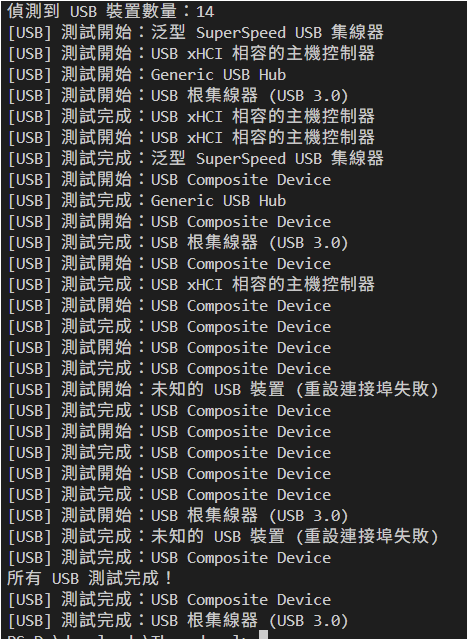 偵測到 USB 裝置數量：14
[USB] 測試開始：泛型 SuperSpeed USB 集線器
[USB] 測試開始：USB xHCI 相容的主機控制器
[USB] 測試開始：Generic USB Hub
[USB] 測試開始：USB 根集線器 (USB 3.0)
[USB] 測試完成：USB xHCI 相容的主機控制器
[USB] 測試開始：USB xHCI 相容的主機控制器
[USB] 測試完成：泛型 SuperSpeed USB 集線器
[USB] 測試開始：USB Composite Device
[USB] 測試完成：Generic USB Hub
[USB] 測試開始：USB Composite Device
[USB] 測試完成：USB 根集線器 (USB 3.0)
[USB] 測試開始：USB Composite Device
[USB] 測試完成：USB xHCI 相容的主機控制器
[USB] 測試開始：USB Composite Device
[USB] 測試完成：USB Composite Device
[USB] 測試開始：USB Composite Device
[USB] 測試完成：USB Composite Device
[USB] 測試開始：未知的 USB 裝置 (重設連接埠失敗)
[USB] 測試完成：USB Composite Device
[USB] 測試開始：USB Composite Device
[USB] 測試完成：USB Composite Device
[USB] 測試開始：USB Composite Device
[USB] 測試完成：USB Composite Device
[USB] 測試開始：USB 根集線器 (USB 3.0)
[USB] 測試完成：未知的 USB 裝置 (重設連接埠失敗)
[USB] 測試完成：USB Composite Device
所有 USB 測試完成！
[USB] 測試完成：USB Composite Device
[USB] 測試完成：USB 根集線器 (USB 3.0)